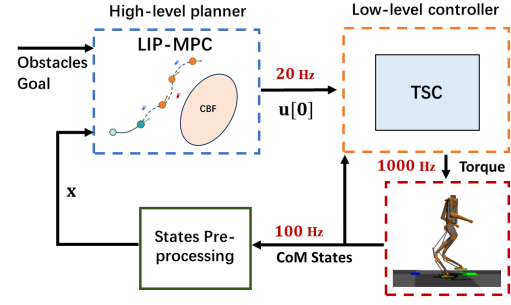 High-level planner
Low-level controller
LIP-MPC
Obstacles
Goal
CBF
20 Hz
u[0]
TSC
1000 Hz
Torque
x
States Pre-
processing
100 Hz
CoM States